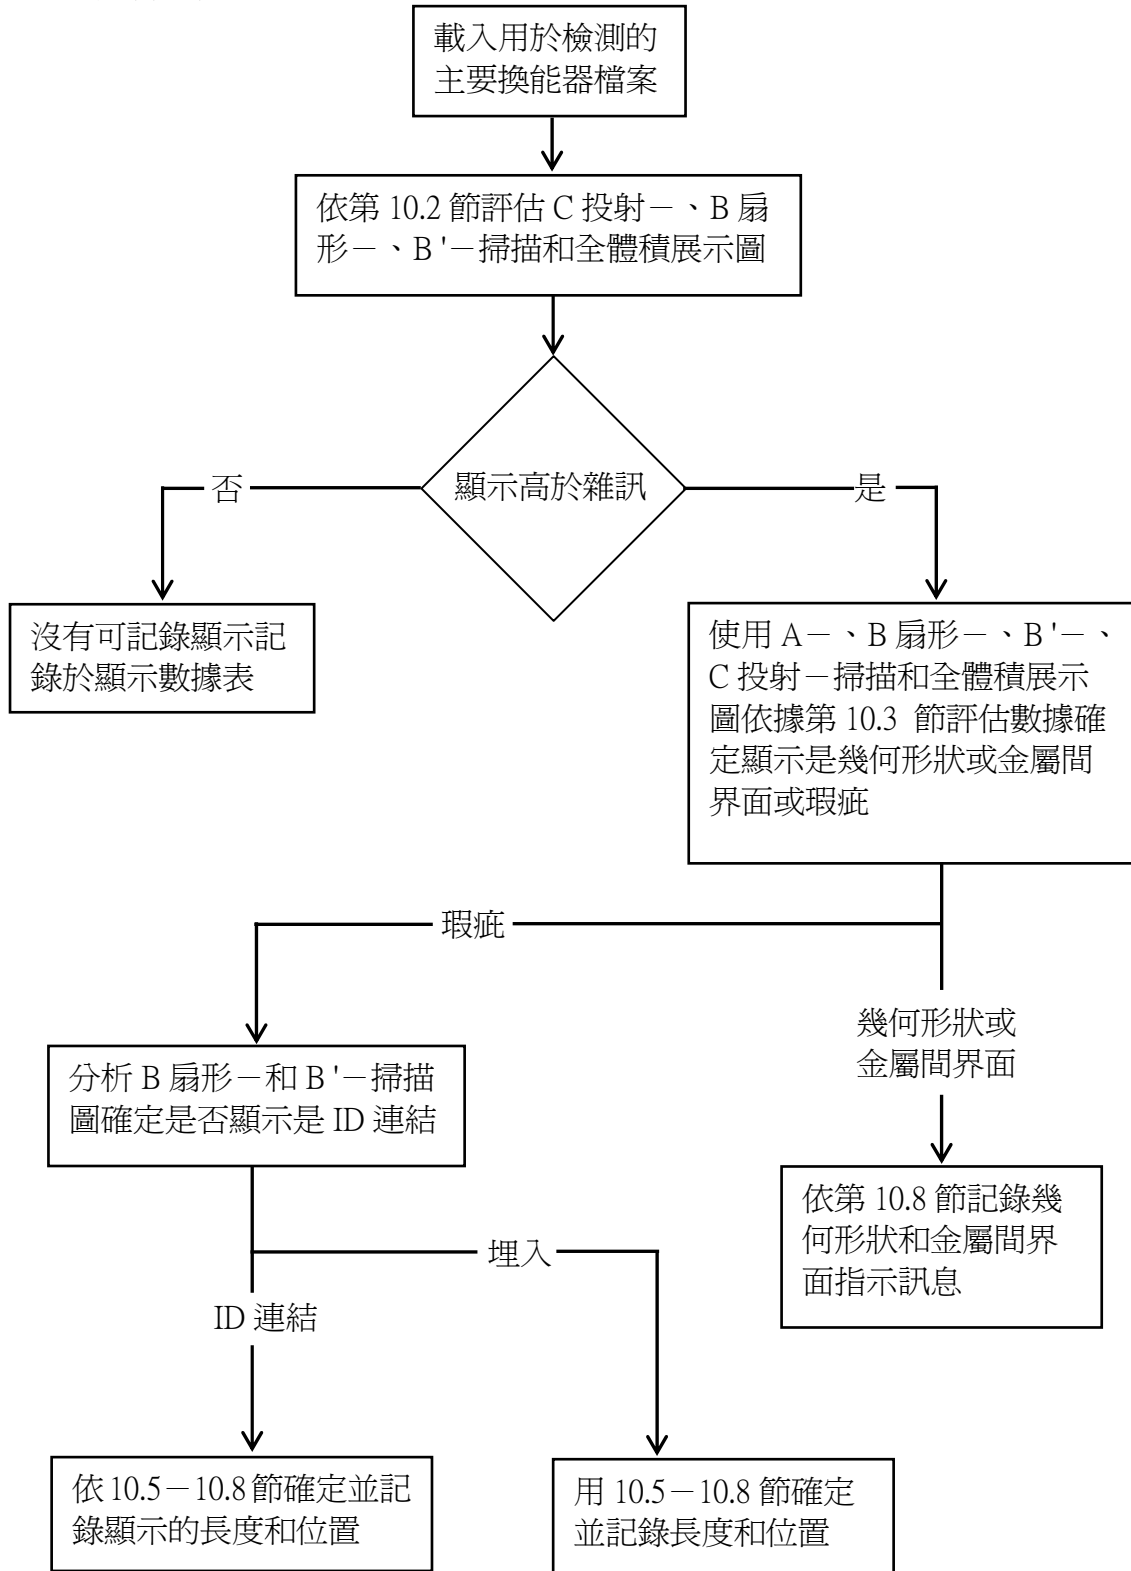 載入用於檢測的
主要換能器檔案
依第 10.2 節評估 C 投射－、B 扇
形－、B '－掃描和全體積展示圖
顯示高於雜訊
否
是
沒有可記錄顯示記
錄於顯示數據表
使用 A－、B 扇形－、B '－、
C 投射－掃描和全體積展示
圖依據第 10.3 節評估數據確
定顯示是幾何形狀或金屬間
界面或瑕疵
瑕疵
幾何形狀或
金屬間界面
分析 B 扇形－和 B '－掃描
圖確定是否顯示是 ID 連結
依第 10.8 節記錄幾
何形狀和金屬間界
面指示訊息
埋入
ID 連結
依 10.5－10.8 節確定並記
錄顯示的長度和位置
用 10.5－10.8 節確定
並記錄長度和位置